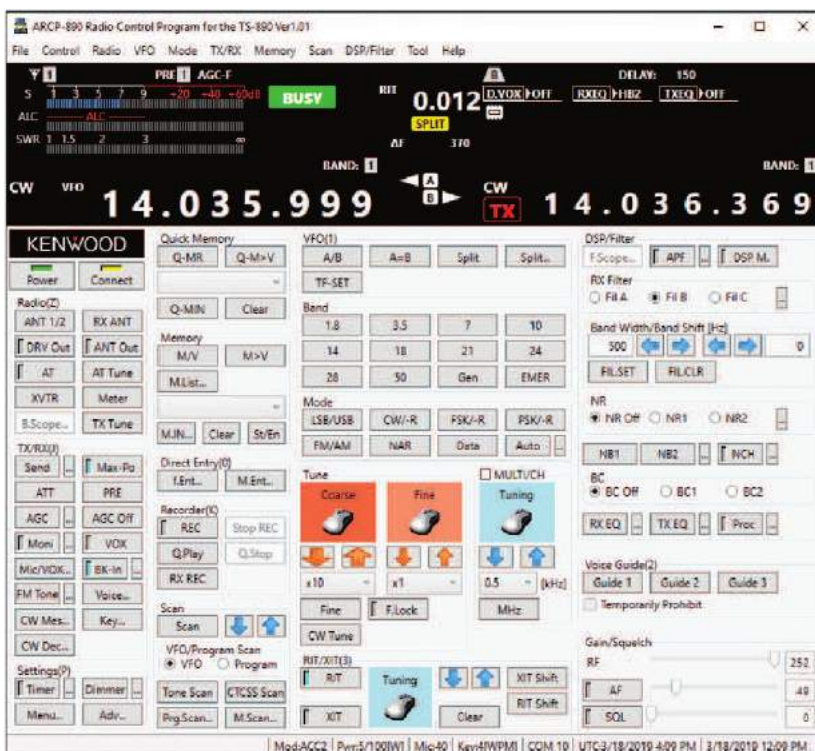 ARCP-890 Radio Control Program for the TS-890 Ver1.01
File Control Radio VFO Mode TX/RX Memory Scan DSP/Filter Tool Help
1 PRE 1 AGC-F
S 1 3 5 7 9 +20 +40 +60dB
BUSY
RIT 0.012
SPLIT
AF 370
D.VOX OFF
DELAY: 150
RXEQ HB2 TXEQ OFF
ALC ALC
SWR 1 1.5 2 3 ∞
BAND: 1
BAND: 1
CW VFO 14.035.999
A
B
CW TX 14.036.369
KENWOOD
Power Connect
Radio(Z)
ANT 1/2 RX ANT
DRV Out ANT Out
AT AT Tune
XVTR Meter
B.Scope... TX Tune
TX/RX(J)
Send ... Max-Po
ATT PRE
AGC ... AGC Off
Moni ... VOX
Mic/VOX... BK-In ...
FM Tone ... Voice...
CW Mes... Key...
CW Dec...
Settings(P)
Timer ... Dimmer ...
Menu... Adv...
Quick Memory
Q-MR Q-M>V
Q-MIN Clear
Memory
M/V M>V
M.List...
M.IN... Clear St/En
Direct Entry(0)
f.Ent... M.Ent...
Recorder(K)
REC Stop REC
Q.Play Q.Stop
RX REC
Scan
Scan
VFO/Program Scan
VFO Program
Tone Scan CTCSS Scan
Prg.Scan... M.Scan...
VFO(1)
A/B A=B Split Split...
TF-SET
Band
1.8 3.5 7 10
14 18 21 24
28 50 Gen EMER
Mode
LSB/USB CW/-R FSK/-R PSK/-R
FM/AM NAR Data Auto ...
Tune MULTI/CH
Coarse Fine Tuning
x10 x1 0.5 [kHz]
Fine F.Lock MHz
CW Tune
RIT/XIT(3)
RIT Tuning XIT Shift
RIT Shift
XIT Clear
DSP/Filter
F.Scope... APF ... DSP M.
RX Filter
Fil A Fil B Fil C ...
Band Width/Band Shift [Hz]
500 0
FIL.SET FIL.CLR
NR
NR Off NR1 NR2 ...
NB1 NB2 ... NCH ...
BC
BC Off BC1 BC2
RX EQ ... TX EQ ... Proc ...
Voice Guide(2)
Guide 1 Guide 2 Guide 3
Temporarily Prohibit
Gain/Squelch
RF 252
AF 49
SQL 0
Mod:ACC2 Pwr:5/100[W] Mic:40 Key:4[WPM] COM 10 UTC:3/18/2019 4:09 PM 3/18/2019 12:09 PM